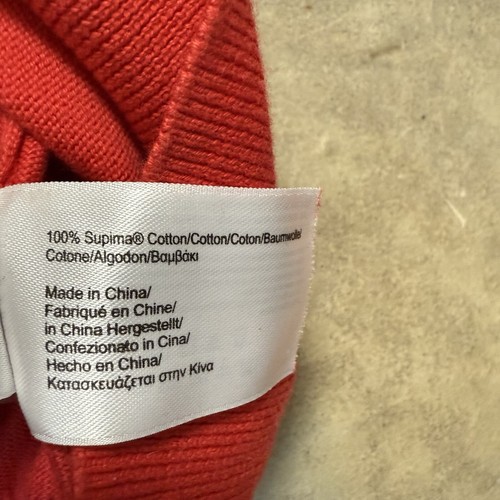 100% Supima® Cotton/Cotton/Coton/Baumwolle/
Cotone/Algodon/Βαμβάκι
Made in China/
Fabriqué en Chine/
in China Hergestellt/
Confezionato in Cina/
Hecho en China/
Κατασκευάζεται στην Κίνα